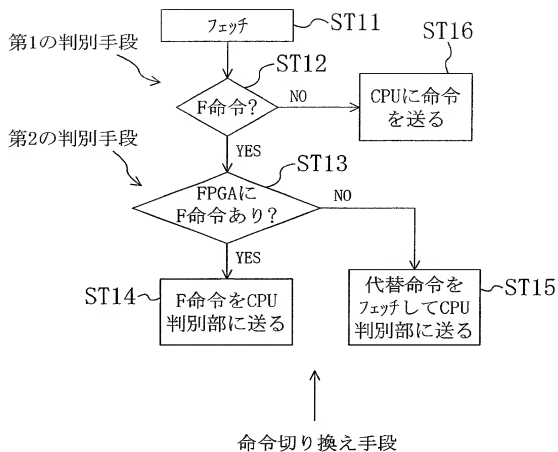 フェッチ
ST11
第1の判別手段
ST12
ST16
F命令?
NO
CPUに命令
を送る
第2の判別手段
YES
ST13
FPGAに
F命令あり?
NO
YES
ST14
F命令をCPU
判別部に送る
代替命令を
フェッチしてCPU
判別部に送る
ST15
命令切り換え手段